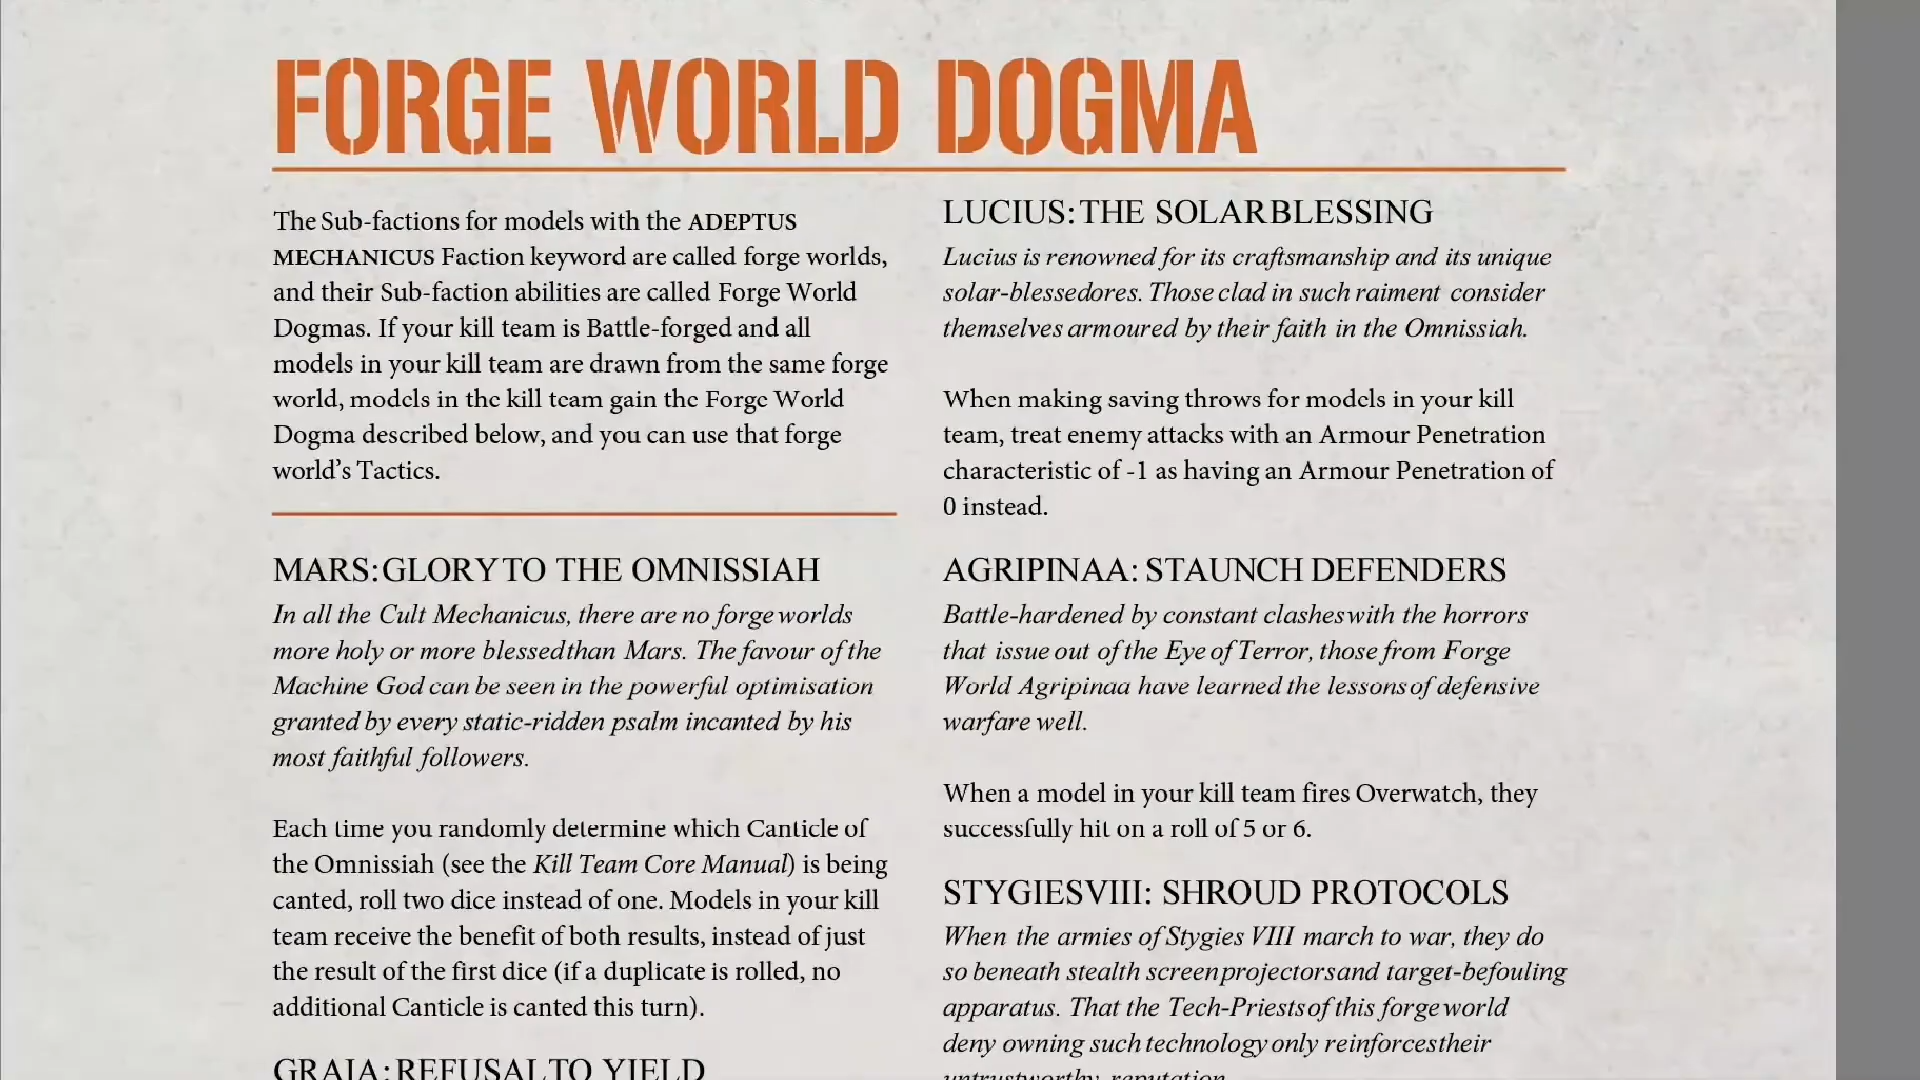 FORGE WORLD DOGMA
The Sub-factions for models with the ADEPTUS
MECHANICUS Faction keyword are called forge worlds,
and their Sub-faction abilities are called Forge World
Dogmas. If your kill team is Battle-forged and all
models in your kill team are drawn from the same forge
world, models in the kill team gain the Forge World
Dogma described below, and you can use that forge
world's Tactics.
MARS: GLORY TO THE OMNISSIAH
In all the Cult Mechanicus, there are no forge worlds
more holy or more blessed than Mars. The favour of the
Machine God can be seen in the powerful optimisation
granted by every static-ridden psalm incanted by his
most faithful followers.
Each time you randomly determine which Canticle of
the Omnissiah (see the Kill Team Core Manual) is being
canted, roll two dice instead of one. Models in your kill
team receive the benefit of both results, instead of just
the result of the first dice (if a duplicate is rolled, no
additional Canticle is canted this turn).
GRAIA: REFUSAL TO YIELD
LUCIUS: THE SOLAR BLESSING
Lucius is renowned for its craftsmanship and its unique
solar-blessed ores. Those clad in such raiment consider
themselves armoured by their faith in the Omnissiah.
When making saving throws for models in your kill
team, treat enemy attacks with an Armour Penetration
characteristic of -1 as having an Armour Penetration of
0 instead.
AGRIPINAA: STAUNCH DEFENDERS
Battle-hardened by constant clashes with the horrors
that issue out of the Eye of Terror, those from Forge
World Agripinaa have learned the lessons of defensive
warfare well.
When a model in your kill team fires Overwatch, they
successfully hit on a roll of 5 or 6.
STYGIES VIII: SHROUD PROTOCOLS
When the armies of Stygies VIII march to war, they do
so beneath stealth screen projectors and target-befouling
apparatus. That the Tech-Priests of this forge world
deny owning such technology only reinforces their
untrustworthy reputation.